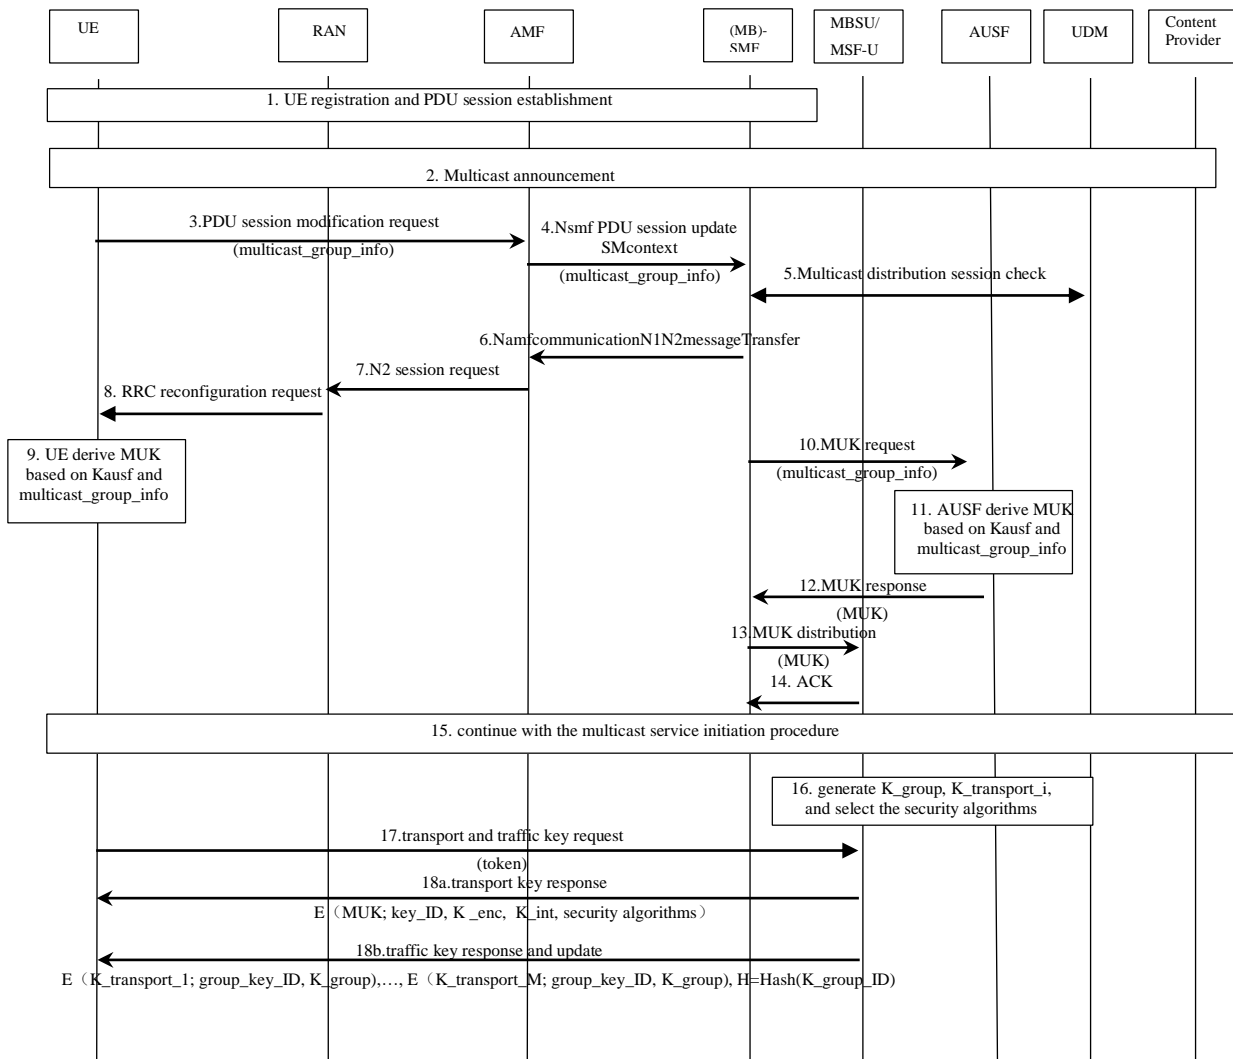 UE
RAN
AMF
(MB)-
SMF
MBSU/
MSF-U
AUSF
UDM
Content
Provider
1. UE registration and PDU session establishment
2. Multicast announcement
3.PDU session modification request
(multicast_group_info)
4.Nsmf PDU session update
SMcontext
(multicast_group_info)
5.Multicast distribution session check
6.NamfcommunicationN1N2messageTransfer
7.N2 session request
8. RRC reconfiguration request
9. UE derive MUK
based on Kausf and
multicast_group_info
10.MUK request
(multicast_group_info)
11. AUSF derive MUK
based on Kausf and
multicast_group_info
12.MUK response
(MUK)
13.MUK distribution
(MUK)
14. ACK
15. continue with the multicast service initiation procedure
16. generate K_group, K_transport_i,
and select the security algorithms
17.transport and traffic key request
(token)
18a.transport key response
E（MUK; key_ID, K_enc, K_int, security algorithms）
18b.traffic key response and update
E（K_transport_1; group_key_ID, K_group),…, E（K_transport_M; group_key_ID, K_group), H=Hash(K_group_ID)